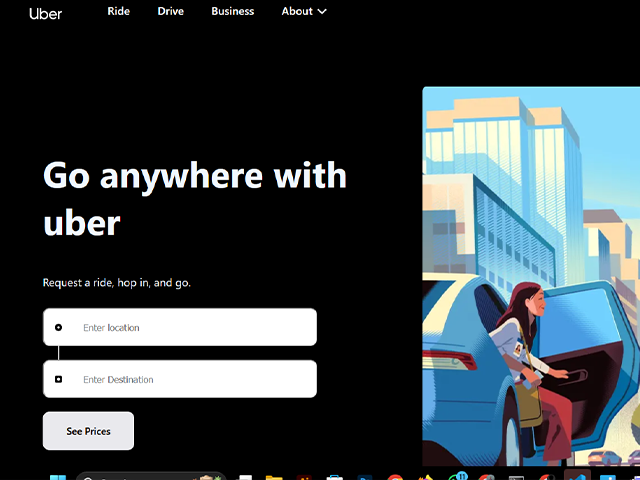 Uber
Ride
Drive
Business
About
Go anywhere with
uber
Request a ride, hop in, and go.
Enter location
Enter Destination
See Prices